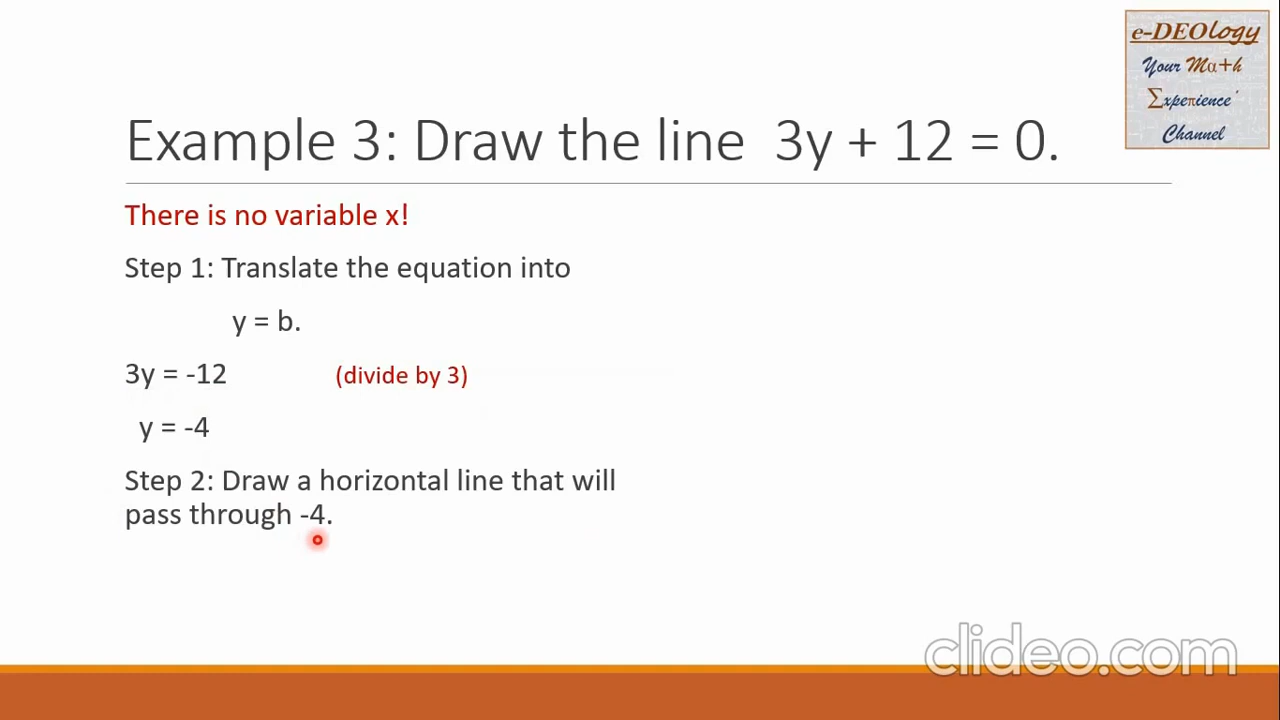 e-DEOlogy
Your Mα+h
Σxpeπience'
Channel
Example 3: Draw the line 3y + 12 = 0.
There is no variable x!
Step 1: Translate the equation into
y = b.
3y = -12 (divide by 3)
y = -4
Step 2: Draw a horizontal line that will
pass through -4.
clideo.com